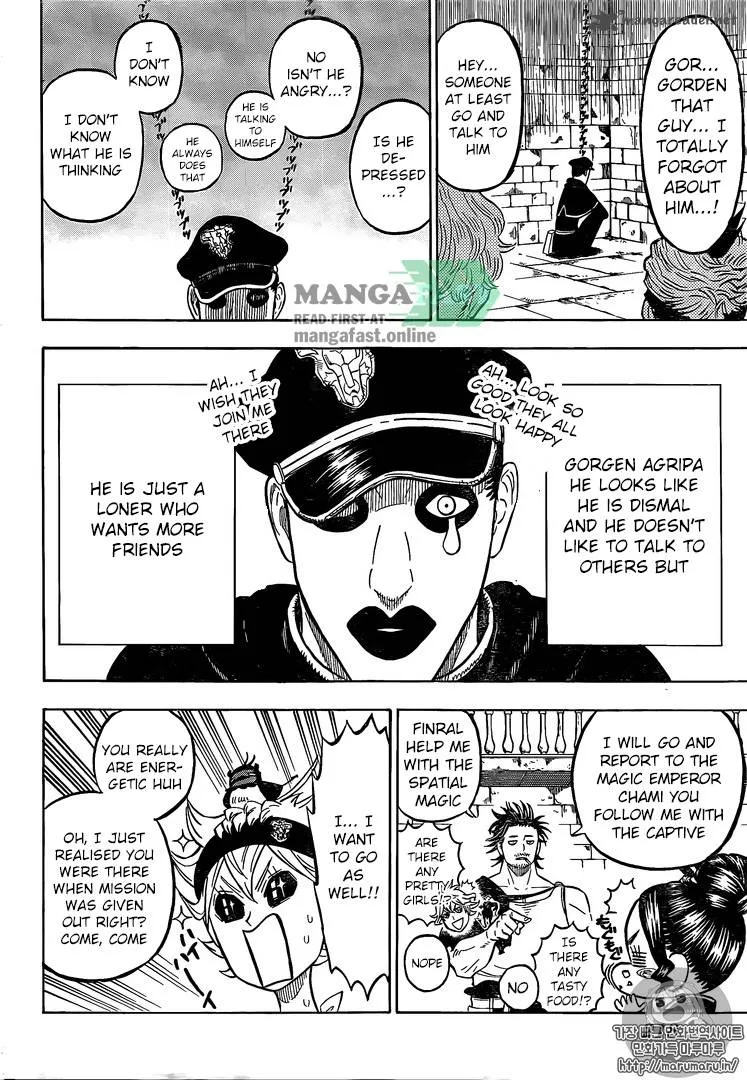 mangareader.net
GOR...
GORDEN
THAT
GUY... I
TOTALLY
FORGOT
ABOUT
HIM...!
HEY...
SOMEONE
AT LEAST
GO AND
TALK TO
HIM
NO
ISN'T HE
ANGRY...?
I
DON'T
KNOW
HE IS
TALKING
TO
HIMSELF
I DON'T
KNOW
WHAT HE IS
THINKING
HE
ALWAYS
DOES
THAT
IS HE
DE-
PRESSED
...?
MANGA
READ-FIRST-AT
mangafast.online
AH... LOOK SO
GOOD THEY ALL
LOOK HAPPY
AH... I
WISH THEY
JOIN ME
THERE
GORGEN AGRIPA
HE LOOKS LIKE
HE IS DISMAL
AND HE DOESN'T
LIKE TO TALK TO
OTHERS BUT
HE IS JUST A
LONER WHO
WANTS MORE
FRIENDS
I WILL GO AND
REPORT TO THE
MAGIC EMPEROR
CHAMI YOU
FOLLOW ME WITH
THE CAPTIVE
FINRAL
HELP ME
WITH THE
SPATIAL
MAGIC
ARE
THERE
ANY
PRETTY
GIRLS!?
NOPE
IS
THERE
ANY
TASTY
FOOD!?
NO
もぐもぐ
I... I
WANT
TO GO
AS
WELL!!
YOU REALLY
ARE ENER-
GETIC HUH
OH, I JUST
REALISED YOU
WERE THERE
WHEN MISSION
WAS GIVEN
OUT RIGHT?
COME, COME
가장 빠른 만화번역사이트
만화가득 마루마루
http://marumaru.in/